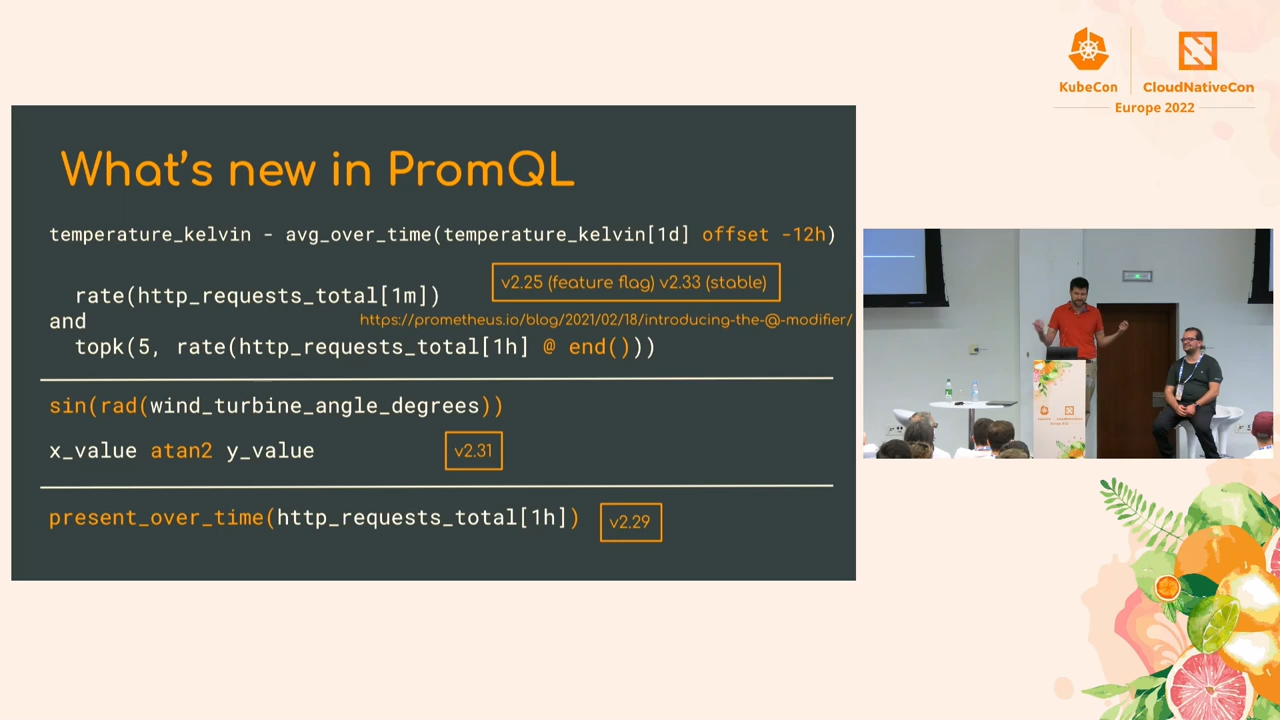 KubeCon
CloudNativeCon
Europe 2022
What's new in PromQL
temperature_kelvin - avg_over_time(temperature_kelvin[1d] offset -12h)
v2.25 (feature flag) v2.33 (stable)
rate(http_requests_total[1m])
and
https://prometheus.io/blog/2021/02/18/introducing-the-@-modifier/
topk(5, rate(http_requests_total[1h] @ end()))
sin(rad(wind_turbine_angle_degrees))
x_value atan2 y_value
v2.31
present_over_time(http_requests_total[1h])
v2.29